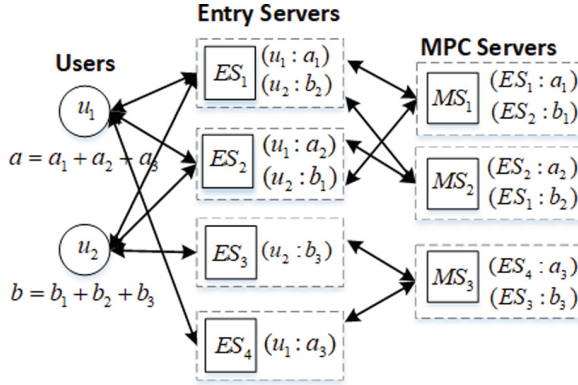 Entry Servers
MPC Servers
Users
u₁
a = a₁ + a₂ + a₃
u₂
b = b₁ + b₂ + b₃
ES₁ (u₁ : a₁)
(u₂ : b₂)
ES₂ (u₁ : a₂)
(u₂ : b₁)
ES₃ (u₂ : b₃)
ES₄ (u₁ : a₃)
MS₁ (ES₁ : a₁)
(ES₂ : b₁)
MS₂ (ES₂ : a₂)
(ES₁ : b₂)
MS₃ (ES₄ : a₃)
(ES₃ : b₃)